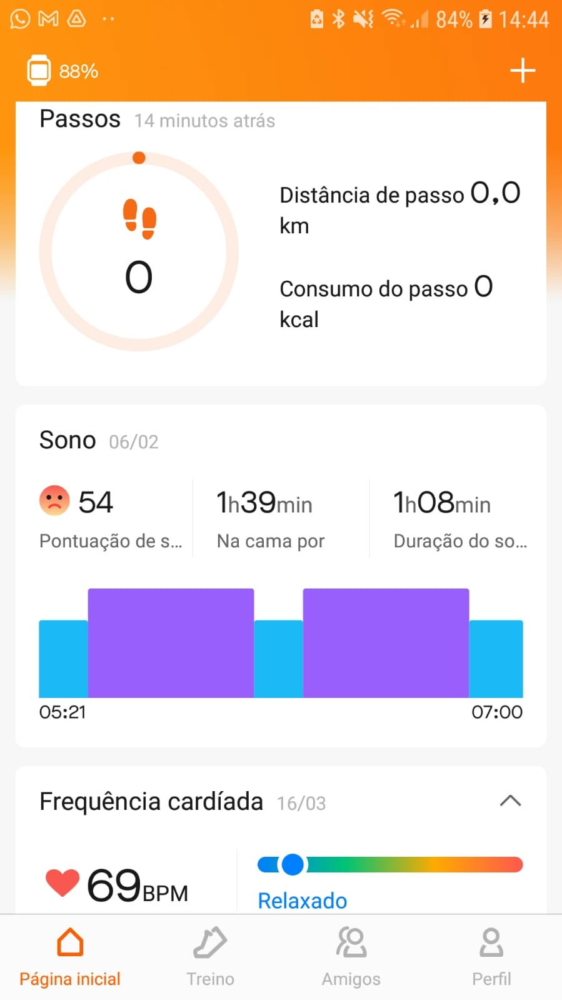 84% 14:44
88%
Passos 14 minutos atrás
0
Distância de passo 0,0
km
Consumo do passo 0
kcal
Sono 06/02
54
Pontuação de s...
1h39min
Na cama por
1h08min
Duração do so...
05:21 07:00
Frequência cardíada 16/03
69BPM
Relaxado
Página inicial Treino Amigos Perfil